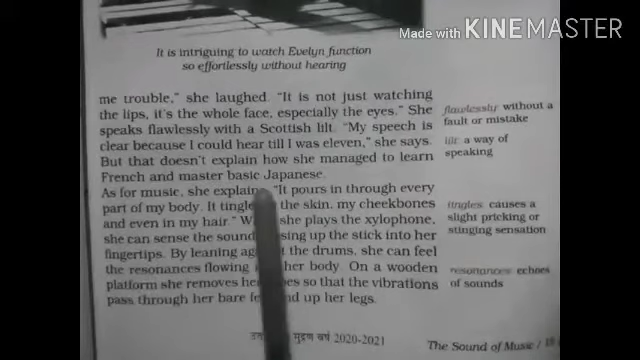 Made with KINEMASTER
It is intriguing to watch Evelyn function
so effortlessly without hearing
me trouble," she laughed. "It is not just watching
the lips, it's the whole face, especially the eyes." She
speaks flawlessly with a Scottish lilt. "My speech is
clear because I could hear till I was eleven," she says.
But that doesn't explain how she managed to learn
French and master basic Japanese.
As for music, she explains, "It pours in through every
part of my body. It tingles the skin, my cheekbones
and even in my hair." she plays the xylophone,
she can sense the sound sing up the stick into her
fingertips. By leaning the drums, she can feel
the resonances flowing her body. On a wooden
platform she removes her so that the vibrations
pass through her bare up her legs.
flawlessly without a
fault or mistake
lilt a way of
speaking
tingles causes a
slight pricking or
stinging sensation
resonances echoes
of sounds
मुद्रण वर्ष 2020-2021
The Sound of Music /